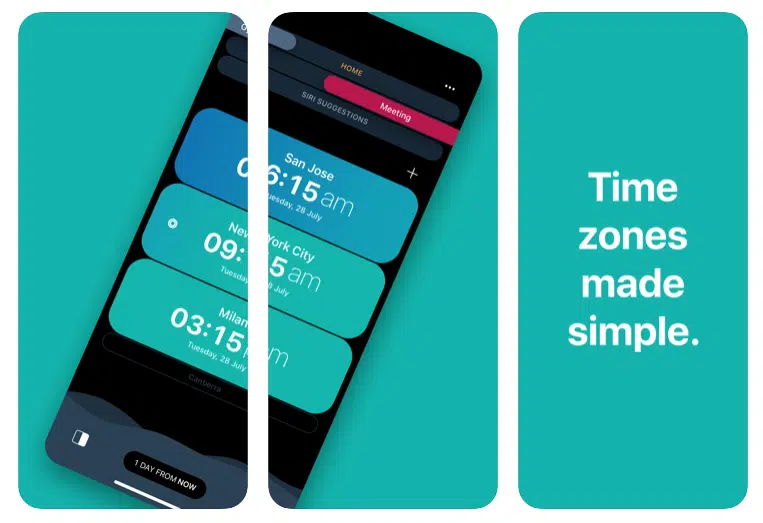 HOME
Meeting
SIRI SUGGESTIONS
San Jose
06:15 am
Tuesday, 28 July
New York City
09:15 am
Tuesday, 28 July
Milan
03:15 pm
Tuesday, 28 July
Canberra
1 DAY FROM NOW
Time
zones
made
simple.